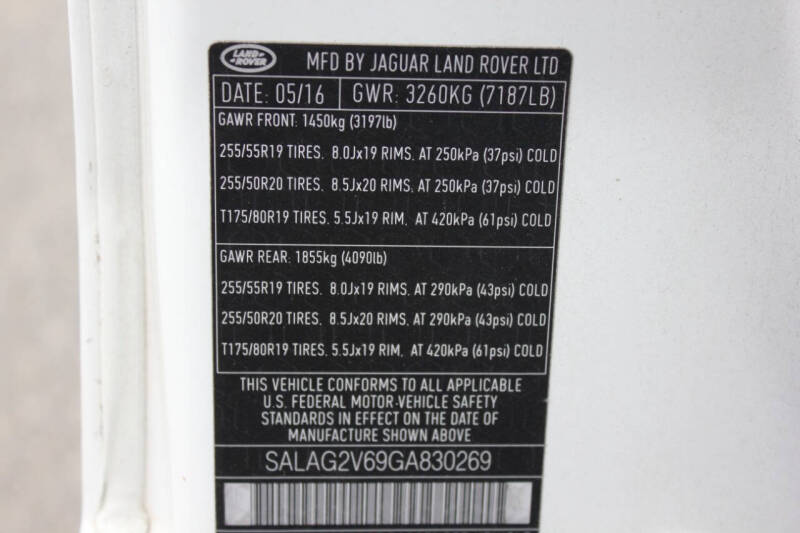 LAND ROVER
MFD BY JAGUAR LAND ROVER LTD
DATE: 05/16 GWR: 3260KG (7187LB)
GAWR FRONT: 1450kg (3197lb)
255/55R19 TIRES. 8.0Jx19 RIMS. AT 250kPa (37psi) COLD
255/50R20 TIRES. 8.5Jx20 RIMS. AT 250kPa (37psi) COLD
T175/80R19 TIRES. 5.5Jx19 RIM. AT 420kPa (61psi) COLD
GAWR REAR: 1855kg (4090lb)
255/55R19 TIRES. 8.0Jx19 RIMS. AT 290kPa (43psi) COLD
255/50R20 TIRES. 8.5Jx20 RIMS. AT 290kPa (43psi) COLD
T175/80R19 TIRES. 5.5Jx19 RIM. AT 420kPa (61psi) COLD
THIS VEHICLE CONFORMS TO ALL APPLICABLE
U.S. FEDERAL MOTOR-VEHICLE SAFETY
STANDARDS IN EFFECT ON THE DATE OF
MANUFACTURE SHOWN ABOVE
SALAG2V69GA830269